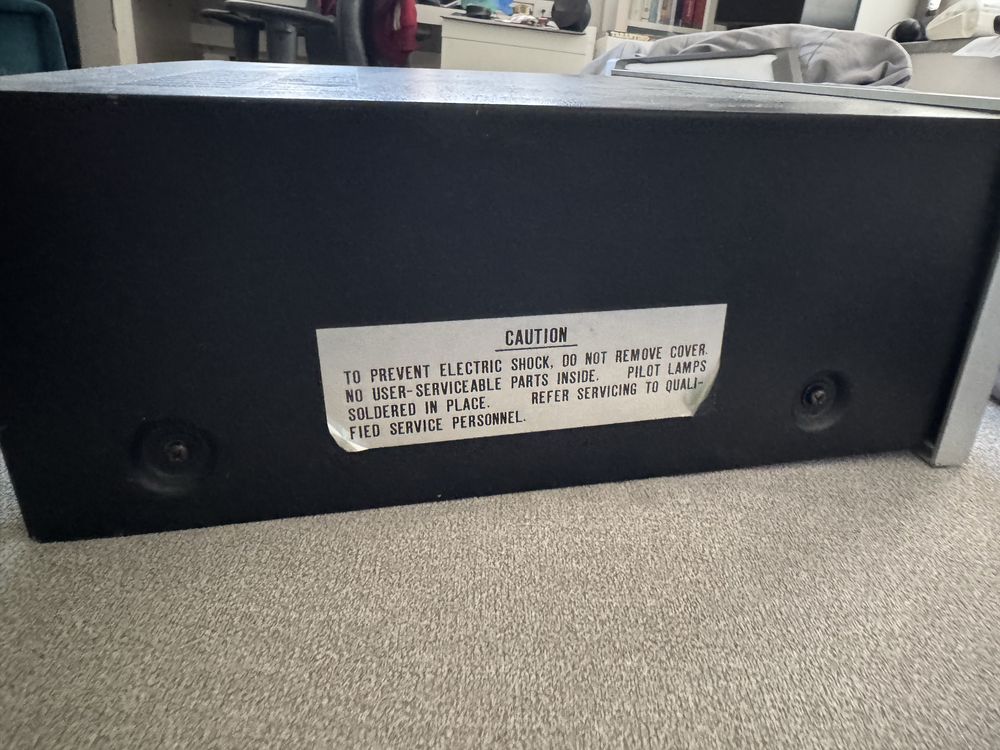 TARANTINO
CAUTION
TO PREVENT ELECTRIC SHOCK, DO NOT REMOVE COVER.
NO USER-SERVICEABLE PARTS INSIDE. PILOT LAMPS
SOLDERED IN PLACE. REFER SERVICING TO QUALI-
FIED SERVICE PERSONNEL.